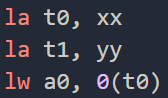 la t0, xx
la t1, yy
lw a0, 0(t0)